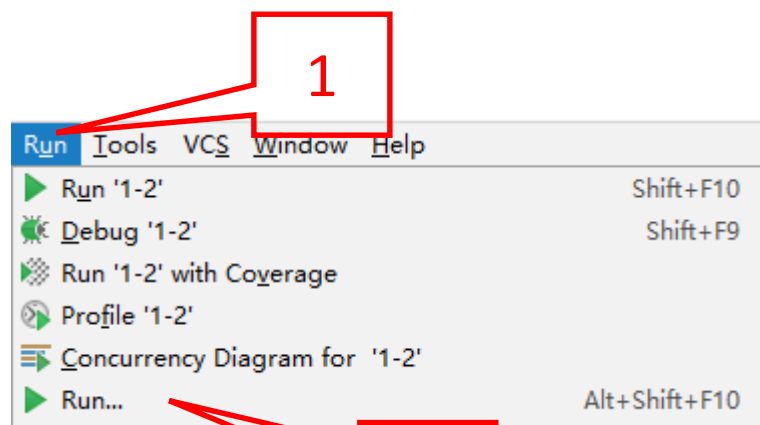 1
Run Tools VCS Window Help
Run '1-2' Shift+F10
Debug '1-2' Shift+F9
Run '1-2' with Coverage
Profile '1-2'
Concurrency Diagram for '1-2'
Run... Alt+Shift+F10